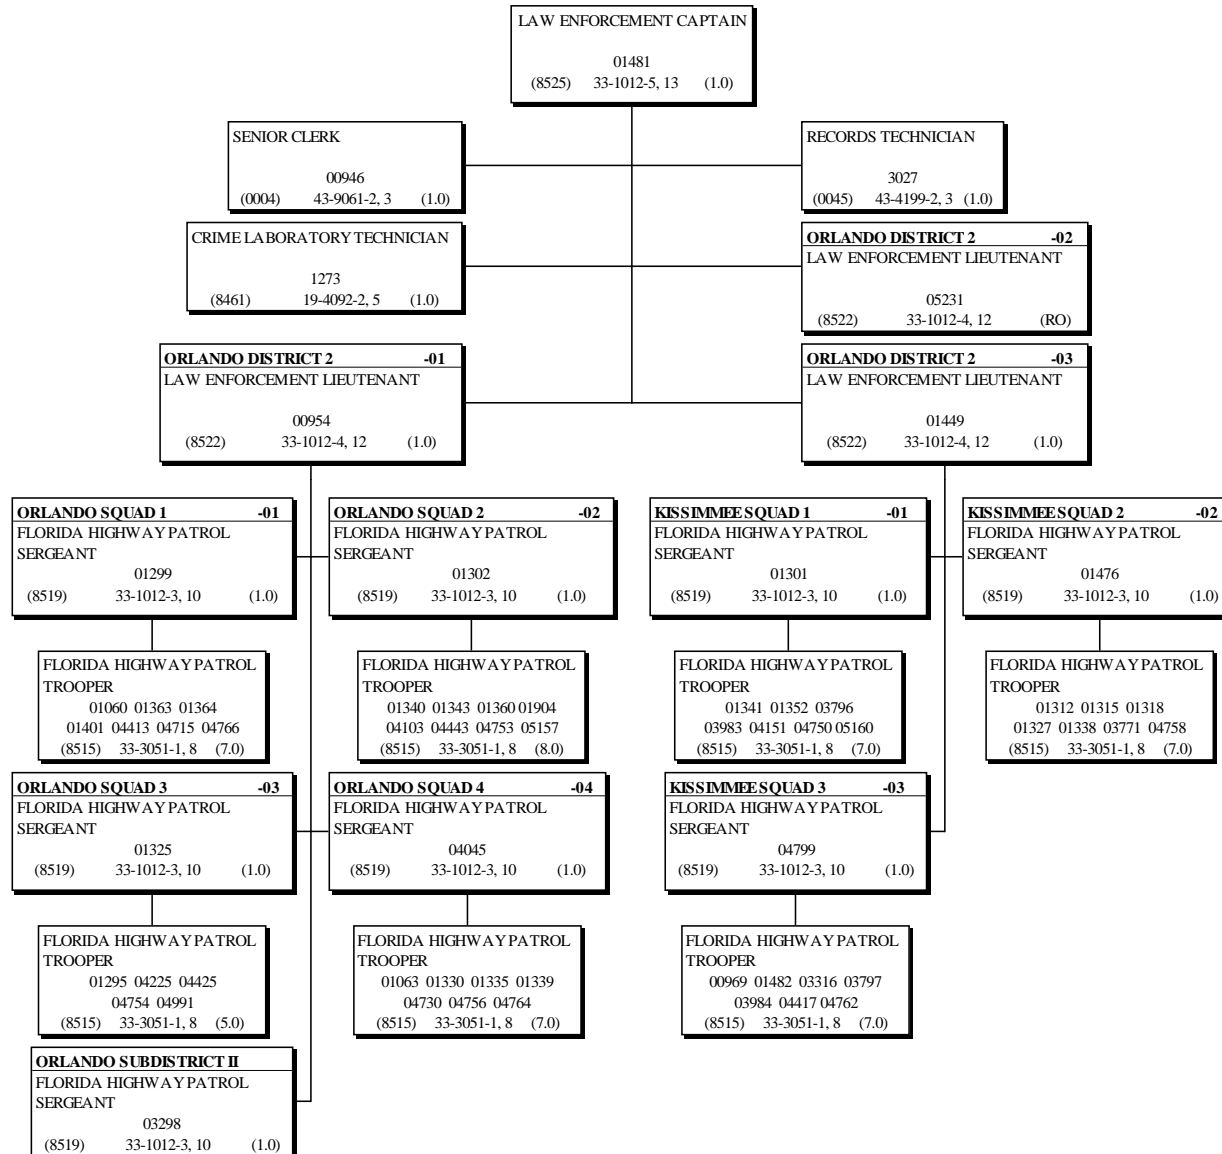 LAW ENFORCEMENT CAPTAIN
01481
(8525) 33-1012-5, 13 (1.0)
SENIOR CLERK
00946
(0004) 43-9061-2, 3 (1.0)
RECORDS TECHNICIAN
3027
(0045) 43-4199-2, 3 (1.0)
CRIME LABORATORY TECHNICIAN
1273
(8461) 19-4092-2, 5 (1.0)
ORLANDO DISTRICT 2 -02
LAW ENFORCEMENT LIEUTENANT
05231
(8522) 33-1012-4, 12 (RO)
ORLANDO DISTRICT 2 -01
LAW ENFORCEMENT LIEUTENANT
00954
(8522) 33-1012-4, 12 (1.0)
ORLANDO DISTRICT 2 -03
LAW ENFORCEMENT LIEUTENANT
01449
(8522) 33-1012-4, 12 (1.0)
ORLANDO SQUAD 1 -01
FLORIDA HIGHWAY PATROL
SERGEANT
01299
(8519) 33-1012-3, 10 (1.0)
ORLANDO SQUAD 2 -02
FLORIDA HIGHWAY PATROL
SERGEANT
01302
(8519) 33-1012-3, 10 (1.0)
KISSIMMEE SQUAD 1 -01
FLORIDA HIGHWAY PATROL
SERGEANT
01301
(8519) 33-1012-3, 10 (1.0)
KISSIMMEE SQUAD 2 -02
FLORIDA HIGHWAY PATROL
SERGEANT
01476
(8519) 33-1012-3, 10 (1.0)
FLORIDA HIGHWAY PATROL
TROOPER
01060 01363 01364
01401 04413 04715 04766
(8515) 33-3051-1, 8 (7.0)
FLORIDA HIGHWAY PATROL
TROOPER
01340 01343 01360 01904
04103 04443 04753 05157
(8515) 33-3051-1, 8 (8.0)
FLORIDA HIGHWAY PATROL
TROOPER
01341 01352 03796
03983 04151 04750 05160
(8515) 33-3051-1, 8 (7.0)
FLORIDA HIGHWAY PATROL
TROOPER
01312 01315 01318
01327 01338 03771 04758
(8515) 33-3051-1, 8 (7.0)
ORLANDO SQUAD 3 -03
FLORIDA HIGHWAY PATROL
SERGEANT
01325
(8519) 33-1012-3, 10 (1.0)
ORLANDO SQUAD 4 -04
FLORIDA HIGHWAY PATROL
SERGEANT
04045
(8519) 33-1012-3, 10 (1.0)
KISSIMMEE SQUAD 3 -03
FLORIDA HIGHWAY PATROL
SERGEANT
04799
(8519) 33-1012-3, 10 (1.0)
FLORIDA HIGHWAY PATROL
TROOPER
01295 04225 04425
04754 04991
(8515) 33-3051-1, 8 (5.0)
FLORIDA HIGHWAY PATROL
TROOPER
01063 01330 01335 01339
04730 04756 04764
(8515) 33-3051-1, 8 (7.0)
FLORIDA HIGHWAY PATROL
TROOPER
00969 01482 03316 03797
03984 04417 04762
(8515) 33-3051-1, 8 (7.0)
ORLANDO SUBDISTRICT II
FLORIDA HIGHWAY PATROL
SERGEANT
03298
(8519) 33-1012-3, 10 (1.0)